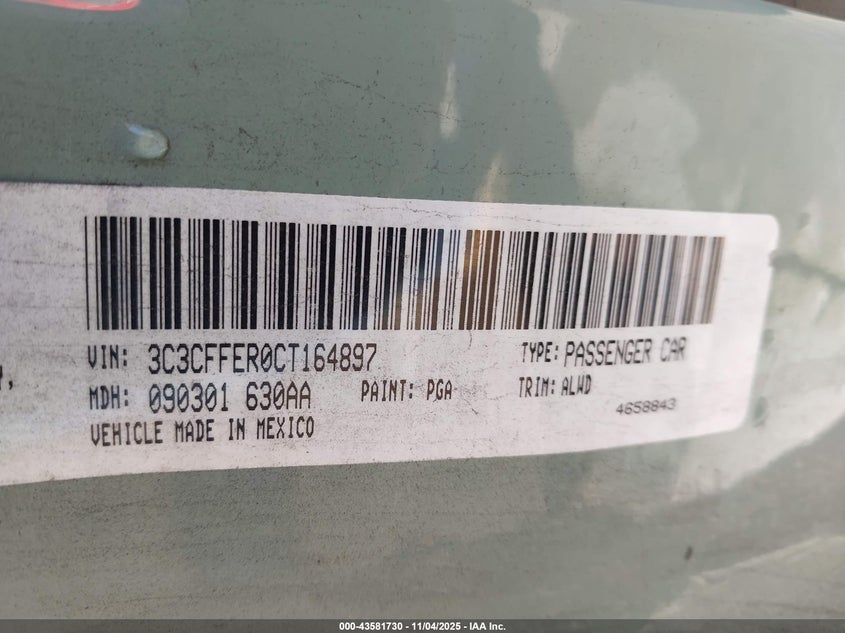 VIN: 3C3CFFER0CT164897 TYPE: PASSENGER CAR
MDH: 090301 630AA PAINT: PGA TRIM: ALWD
VEHICLE MADE IN MEXICO 4658843
000-43581730 - 11/04/2025 - IAA Inc.